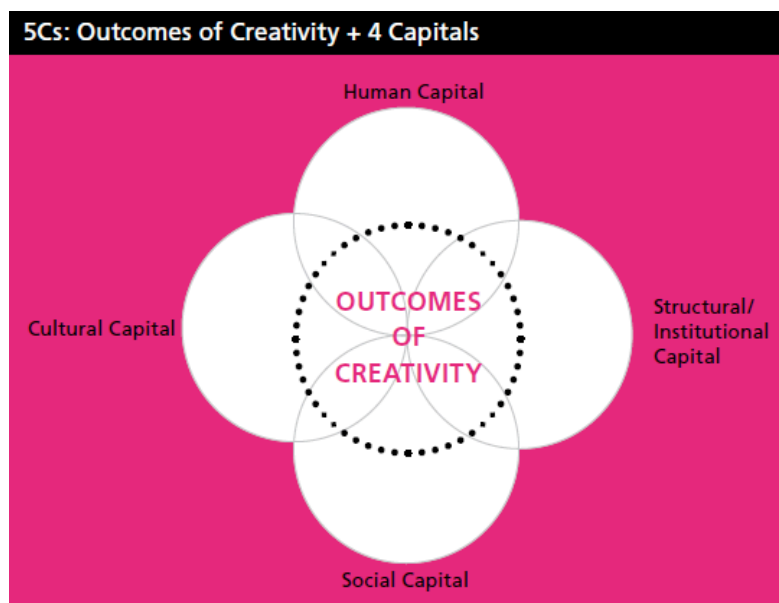 5Cs: Outcomes of Creativity + 4 Capitals
Human Capital
OUTCOMES
OF
CREATIVITY
Cultural Capital
Structural/
Institutional
Capital
Social Capital